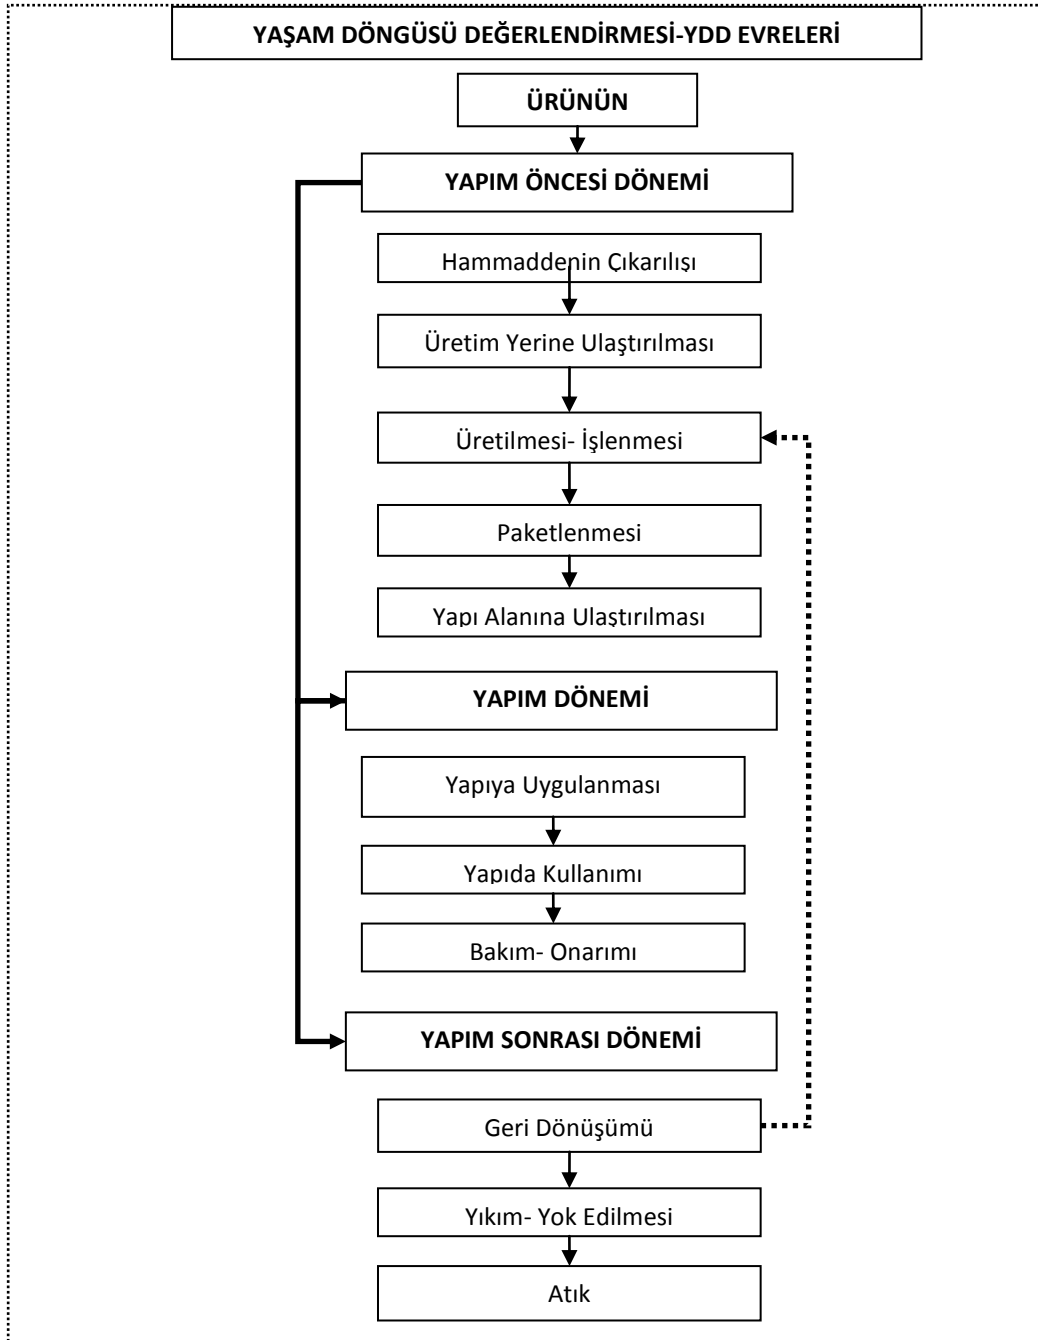 YAŞAM DÖNGÜSÜ DEĞERLENDİRMESİ-YDD EVRELERİ
ÜRÜNÜN
YAPIM ÖNCESİ DÖNEMİ
Hammaddenin Çıkarılışı
Üretim Yerine Ulaştırılması
Üretilmesi- İşlenmesi
Paketlenmesi
Yapı Alanına Ulaştırılması
YAPIM DÖNEMİ
Yapıya Uygulanması
Yapıda Kullanımı
Bakım- Onarımı
YAPIM SONRASI DÖNEMİ
Geri Dönüşümü
Yıkım- Yok Edilmesi
Atık